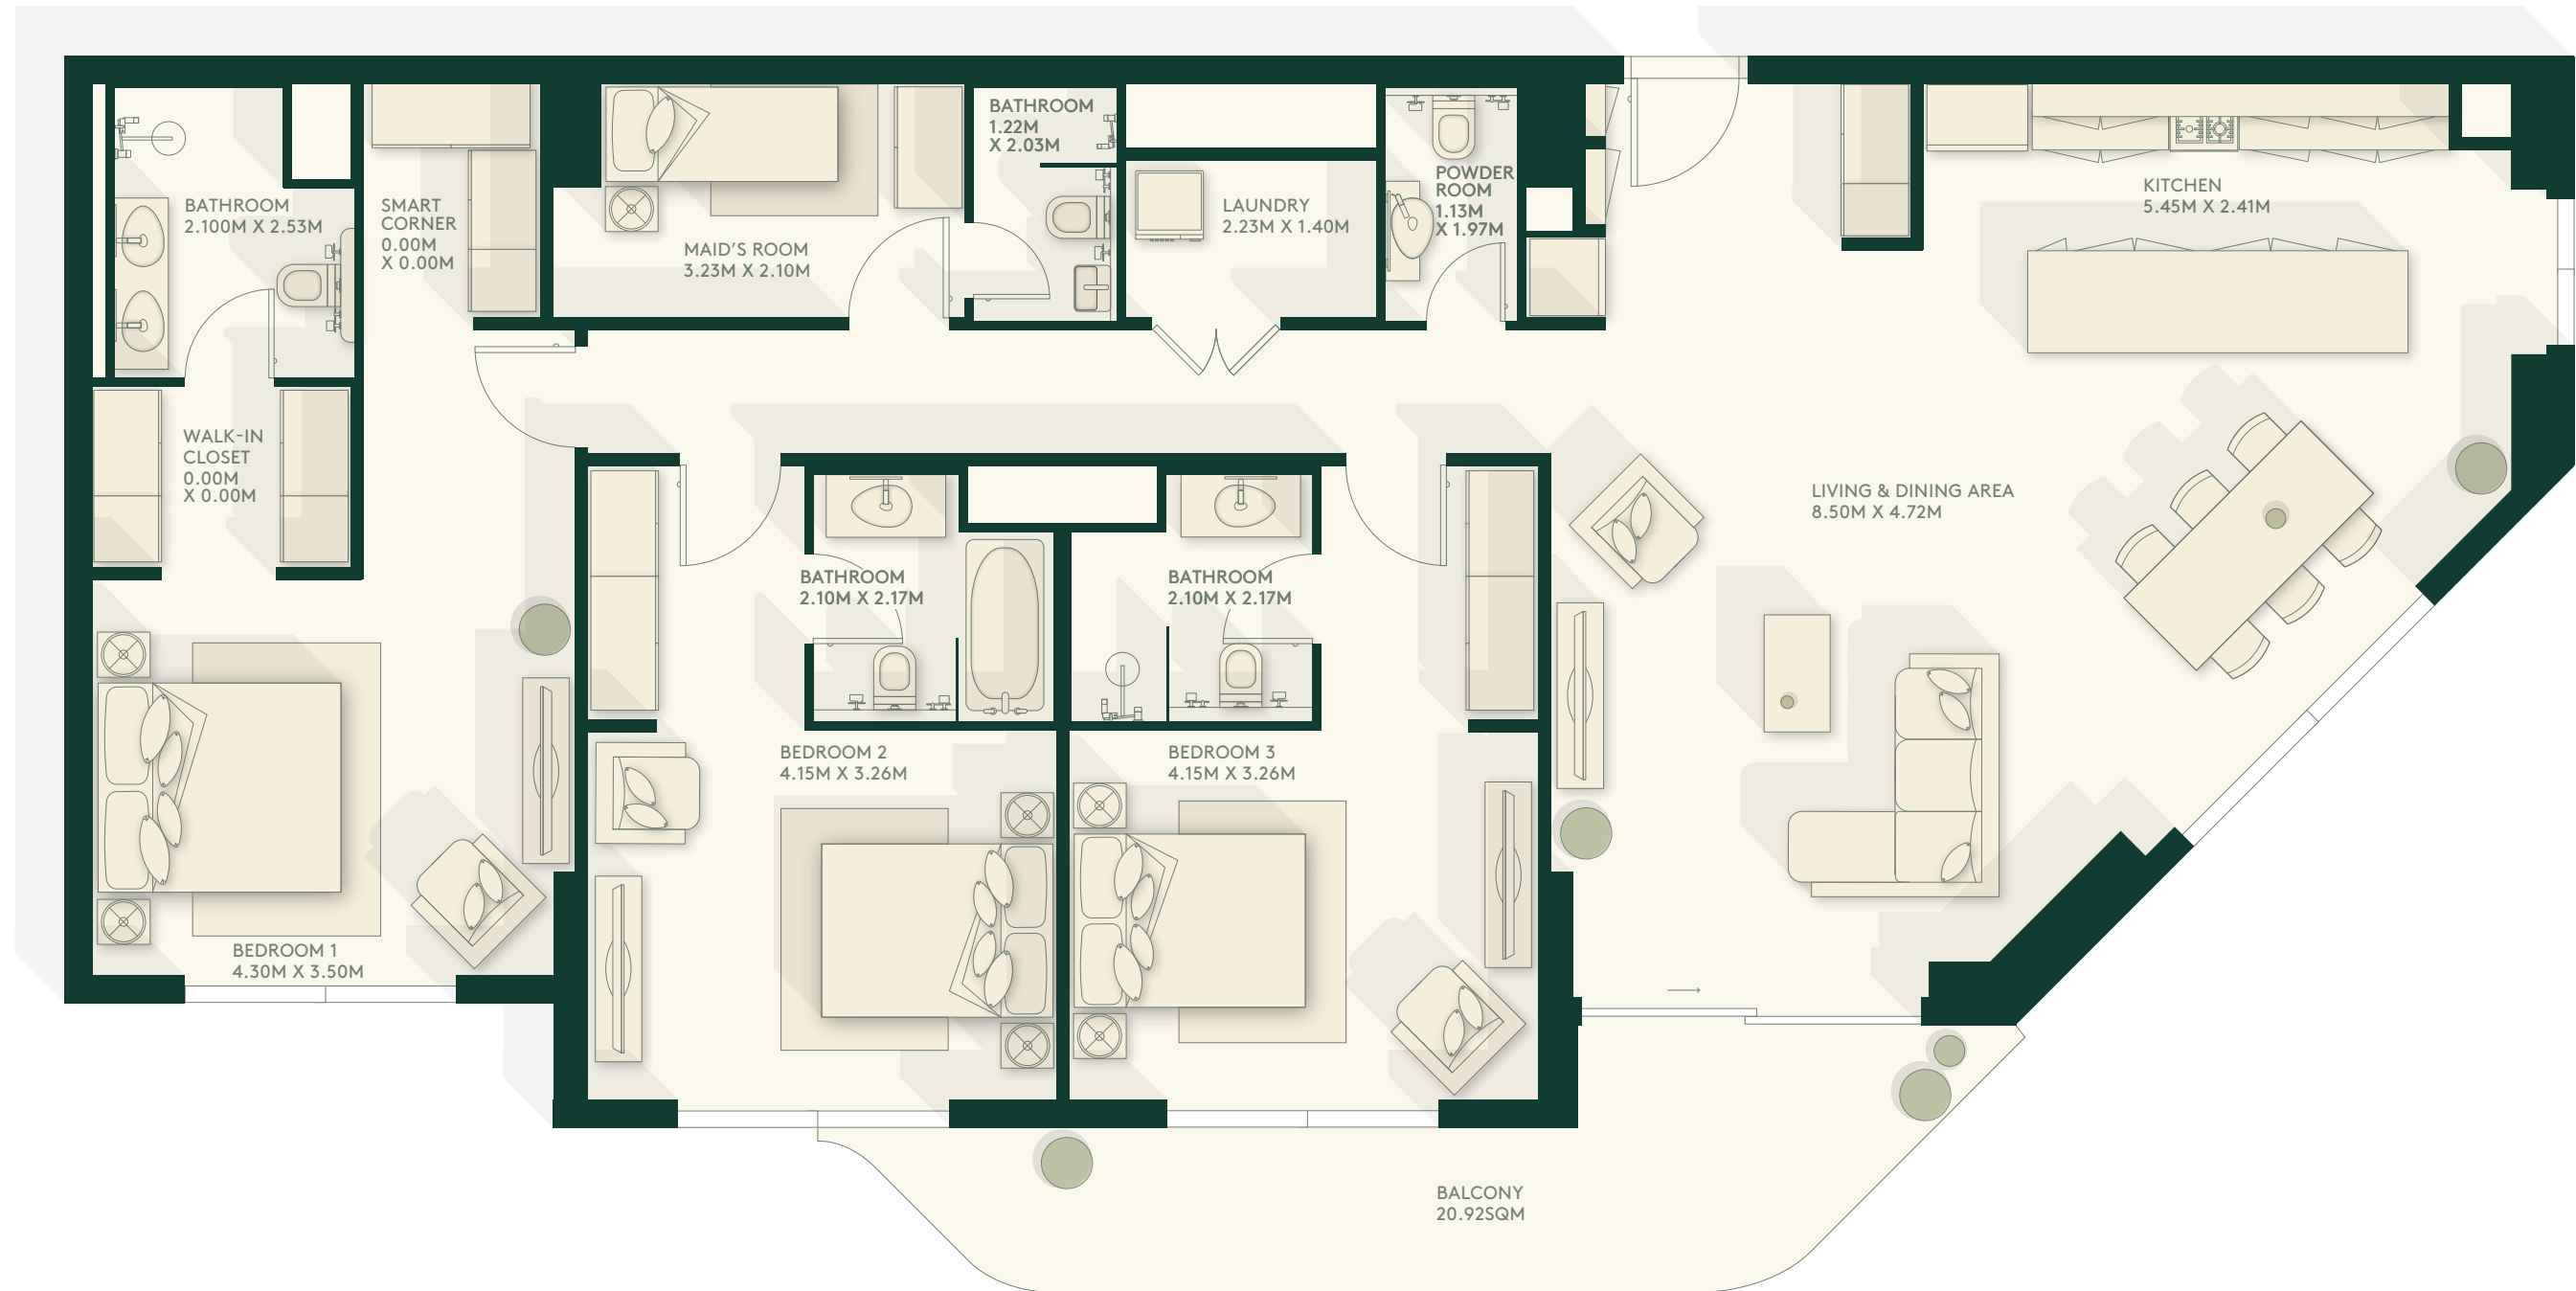 BATHROOM
1.22M
X 2.03M
POWDER
ROOM
1.13M
X 1.97M
KITCHEN
5.45M X 2.41M
BATHROOM
2.100M X 2.53M
SMART
CORNER
0.00M
X 0.00M
LAUNDRY
2.23M X 1.40M
MAID'S ROOM
3.23M X 2.10M
WALK-IN
CLOSET
0.00M
X 0.00M
LIVING & DINING AREA
8.50M X 4.72M
BATHROOM
2.10M X 2.17M
BATHROOM
2.10M X 2.17M
BEDROOM 2
4.15M X 3.26M
BEDROOM 3
4.15M X 3.26M
BEDROOM 1
4.30M X 3.50M
BALCONY
20.92SQM